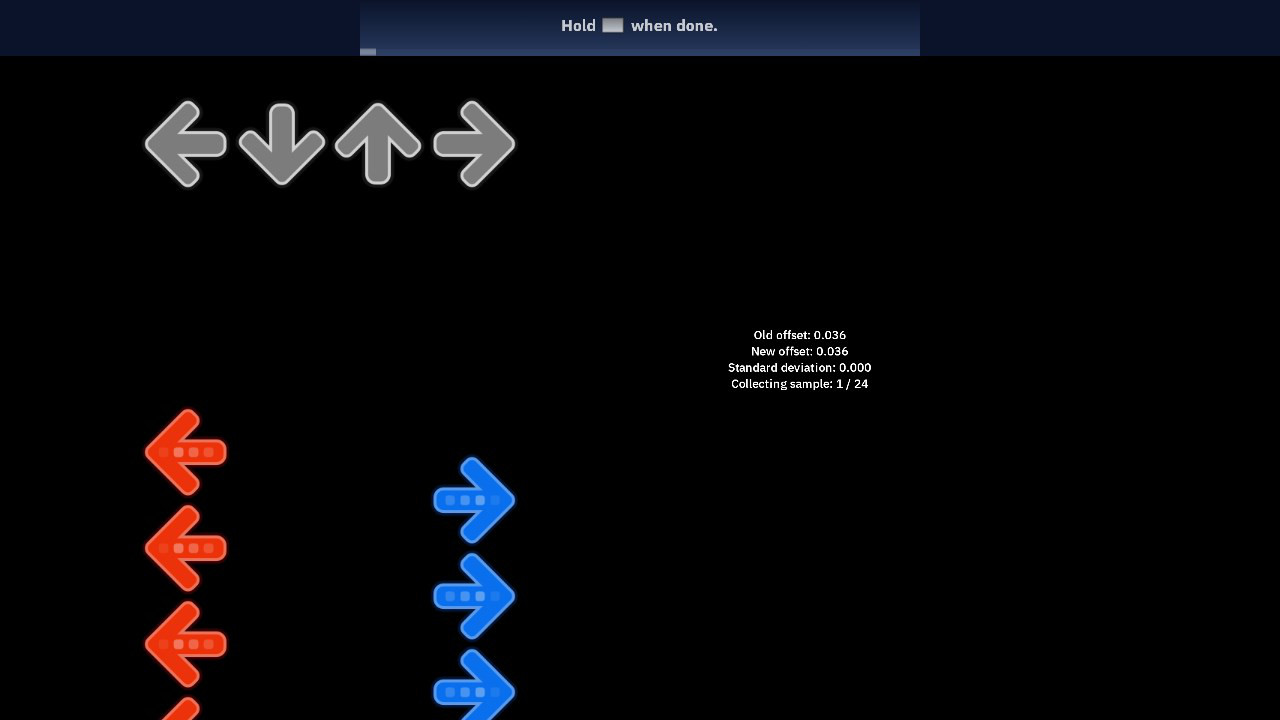 Hold when done.
Old offset: 0.036
New offset: 0.036
Standard deviation: 0.000
Collecting sample: 1 / 24